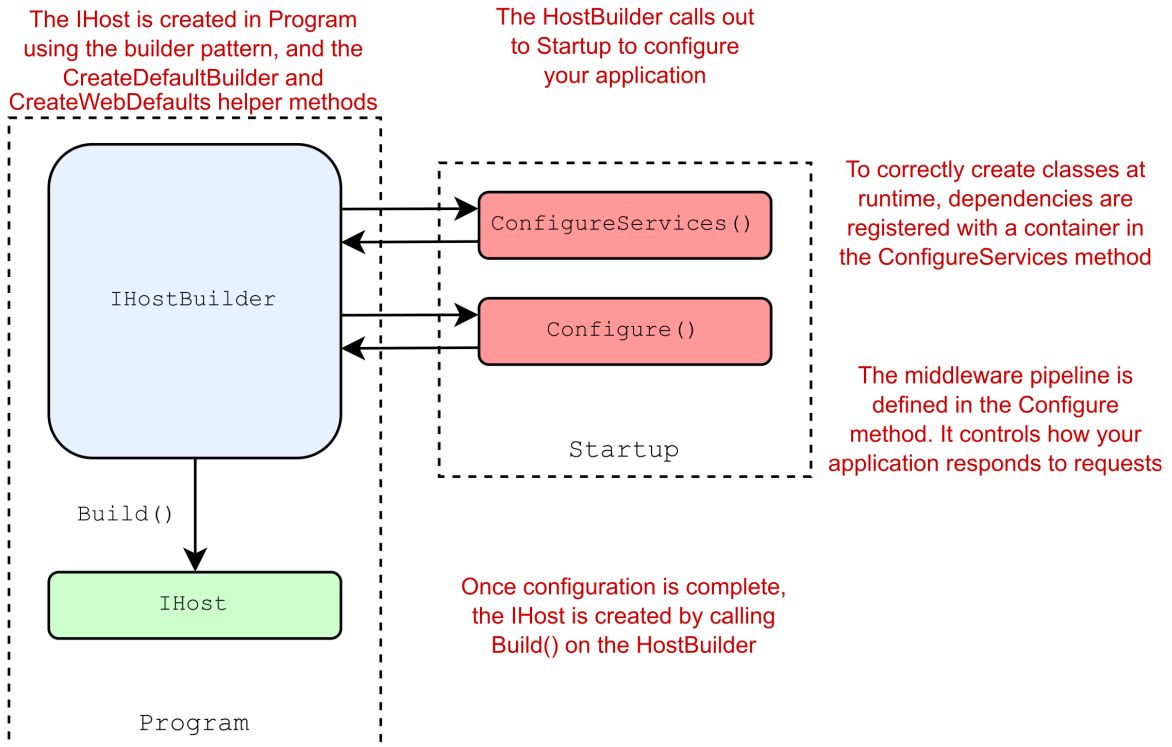 The IHost is created in Program
using the builder pattern, and the
CreateDefaultBuilder and
CreateWebDefaults helper methods
The HostBuilder calls out
to Startup to configure
your application
IHostBuilder
ConfigureServices()
Configure()
Startup
To correctly create classes at
runtime, dependencies are
registered with a container in
the ConfigureServices method
The middleware pipeline is
defined in the Configure
method. It controls how your
application responds to requests
Build()
IHost
Program
Once configuration is complete,
the IHost is created by calling
Build() on the HostBuilder